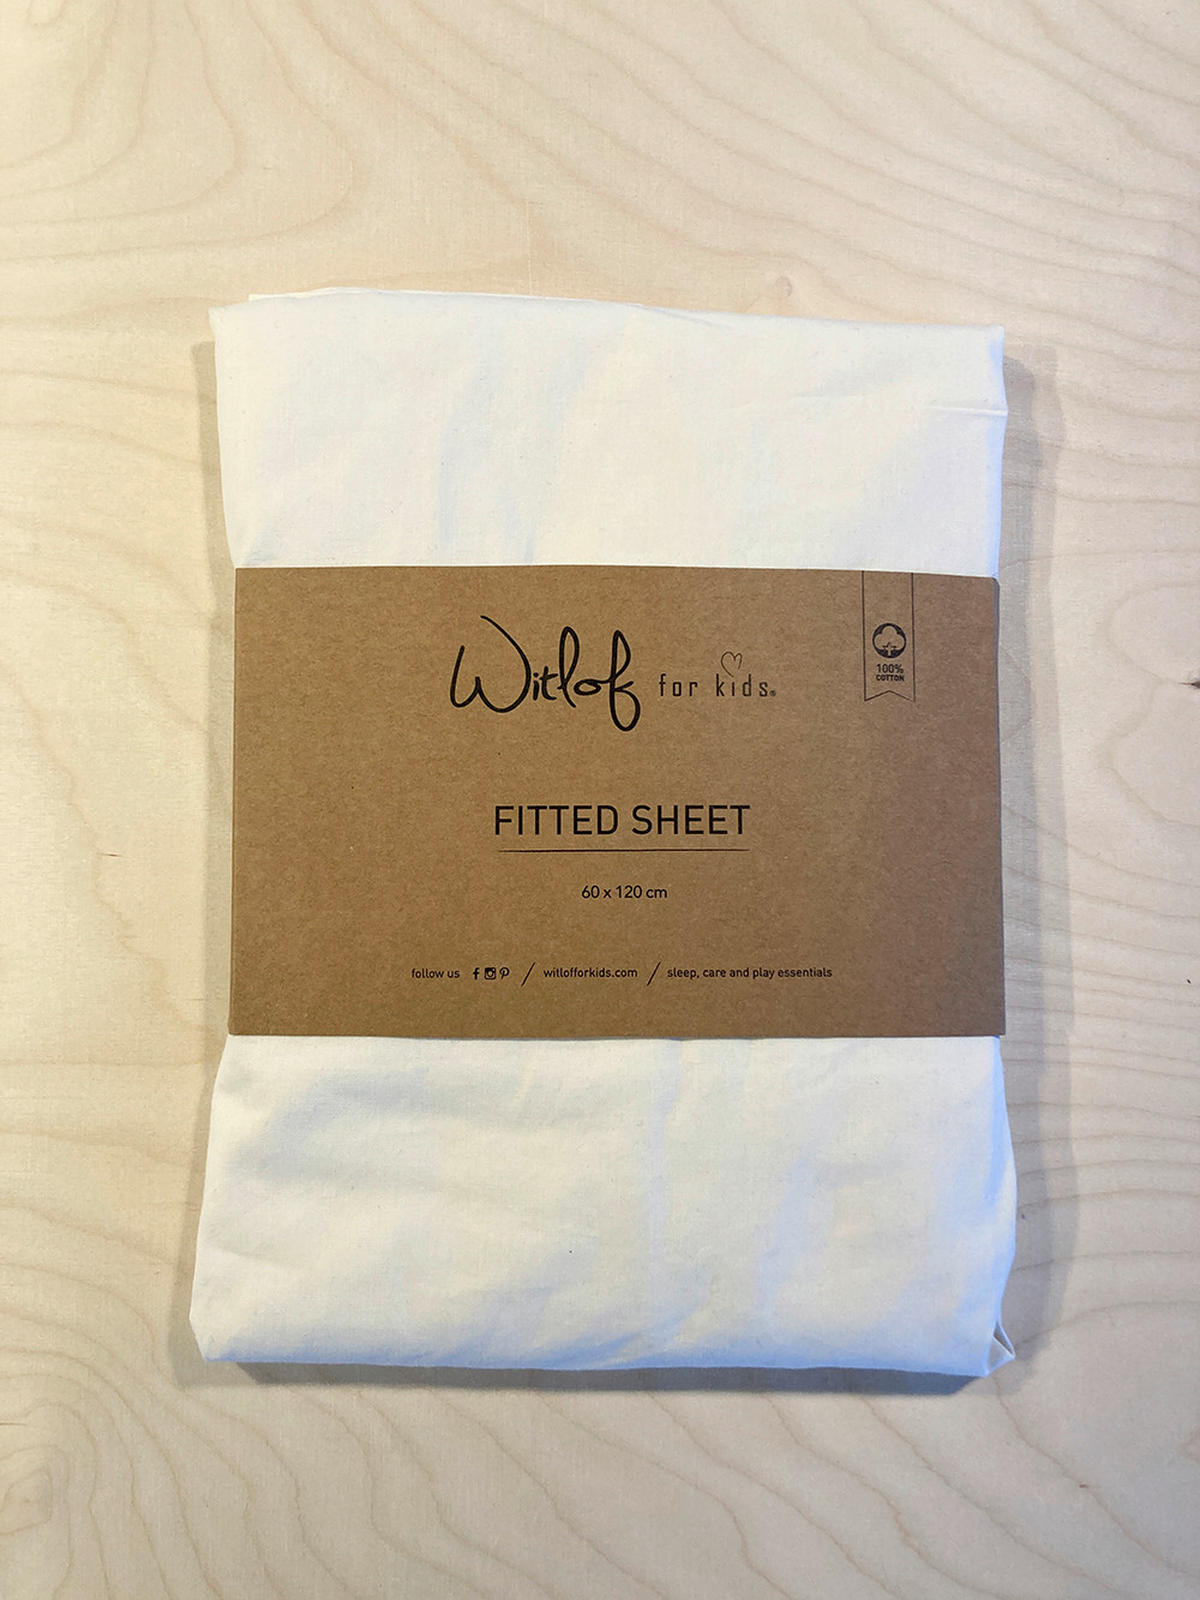 Witlof for kids®
100%
COTTON
FITTED SHEET
60 x 120 cm
follow us / witlofforkids.com / sleep, care and play essentials